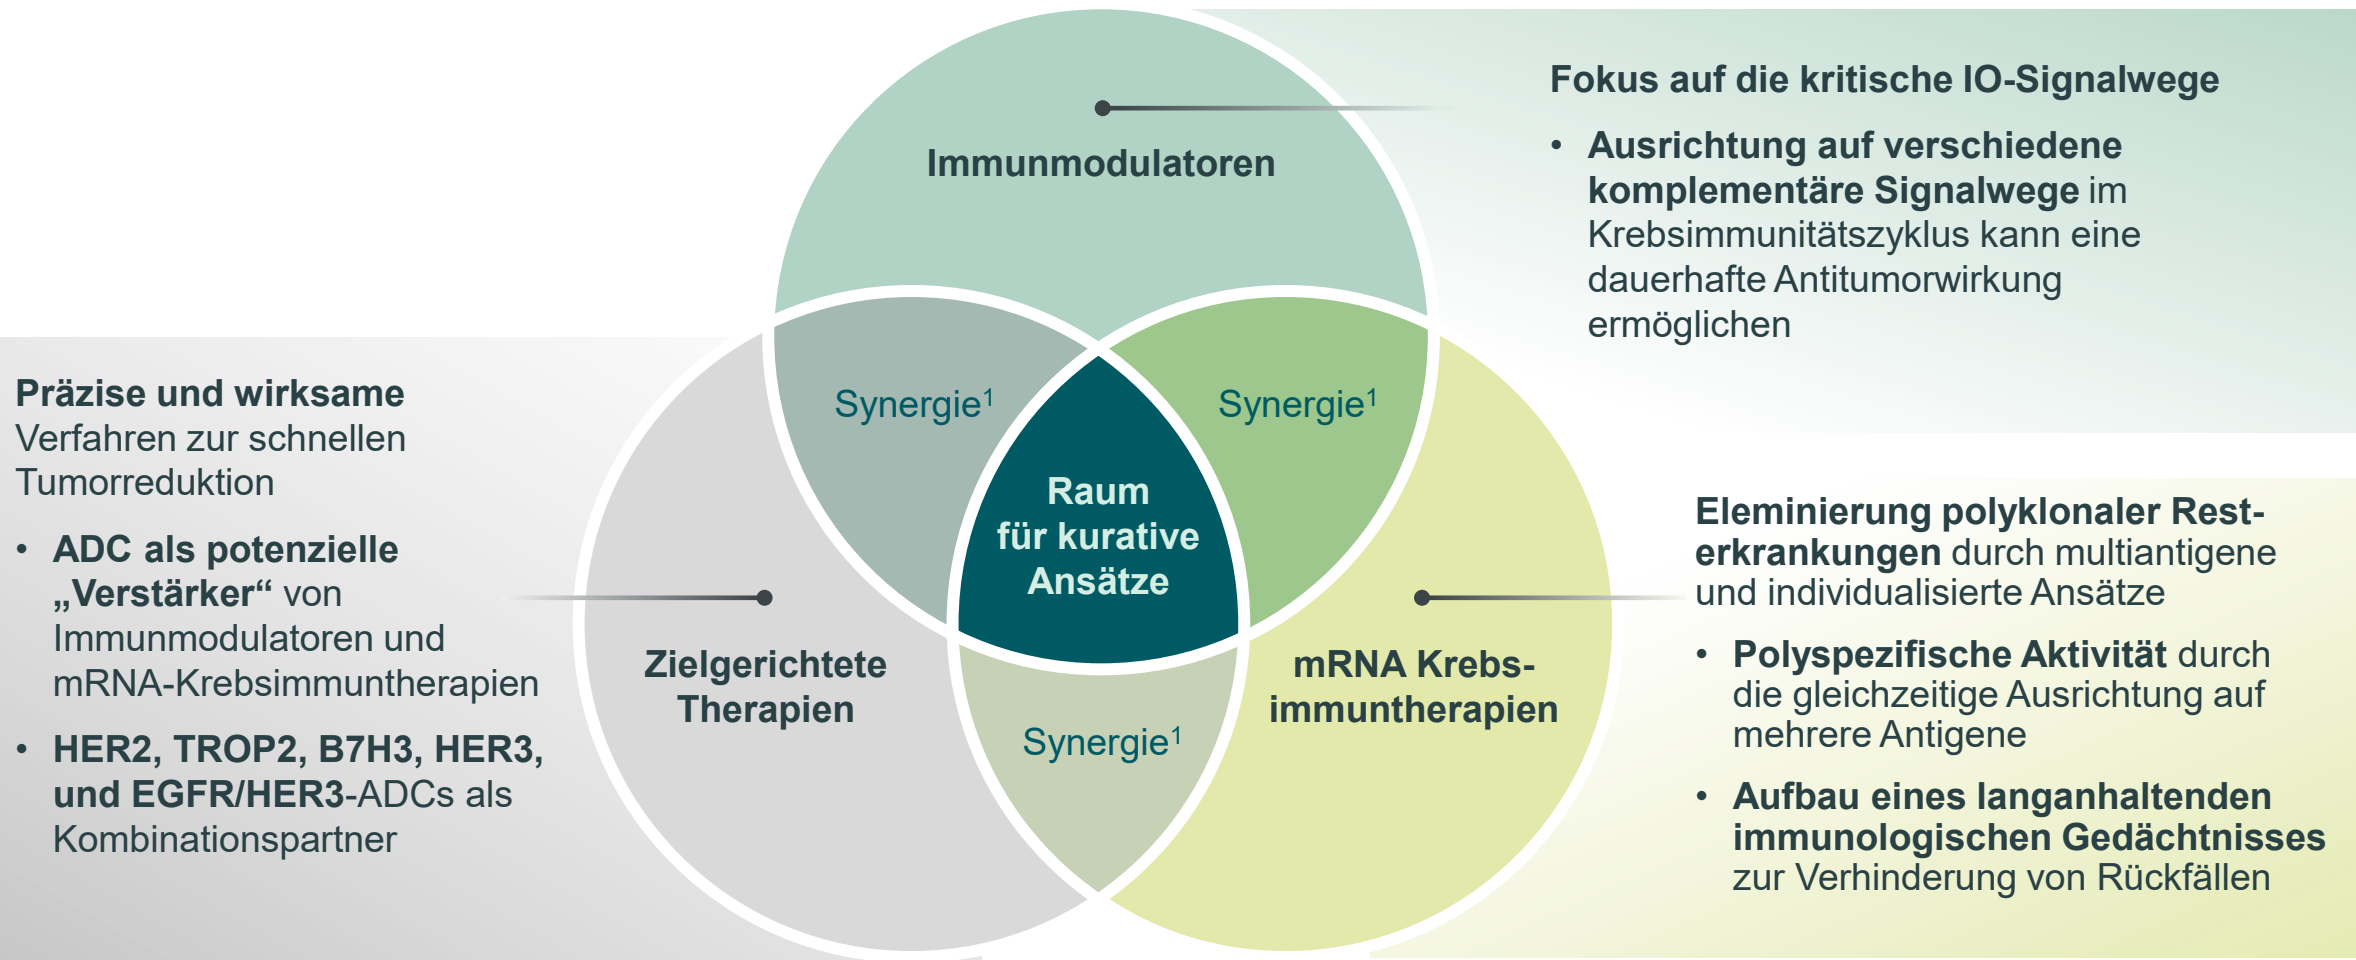 Immunmodulatoren
Fokus auf die kritische IO-Signalwege
• Ausrichtung auf verschiedene
komplementäre Signalwege im
Krebsimmunitätszyklus kann eine
dauerhafte Antitumorwirkung
ermöglichen
Präzise und wirksame
Verfahren zur schnellen
Tumorreduktion
• ADC als potenzielle
„Verstärker“ von
Immunmodulatoren und
mRNA-Krebsimmuntherapien
• HER2, TROP2, B7H3, HER3,
und EGFR/HER3-ADCs als
Kombinationspartner
Synergie¹
Synergie¹
Raum
für kurative
Ansätze
Zielgerichtete
Therapien
mRNA Krebs-
immuntherapien
Synergie¹
Eleminierung polyklonaler Rest-
erkrankungen durch multiantigene
und individualisierte Ansätze
• Polyspezifische Aktivität durch
die gleichzeitige Ausrichtung auf
mehrere Antigene
• Aufbau eines langanhaltenden
immunologischen Gedächtnisses
zur Verhinderung von Rückfällen